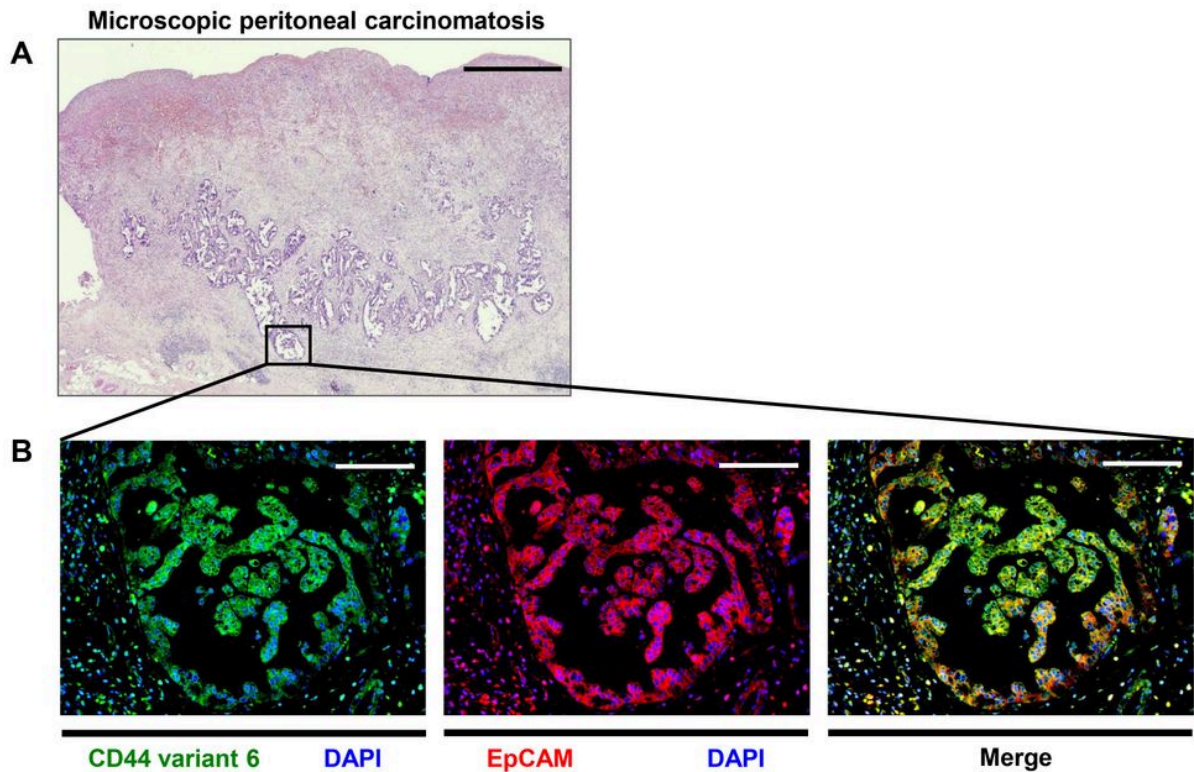 Microscopic peritoneal carcinomatosis
A
B
CD44 variant 6 DAPI EpCAM DAPI Merge